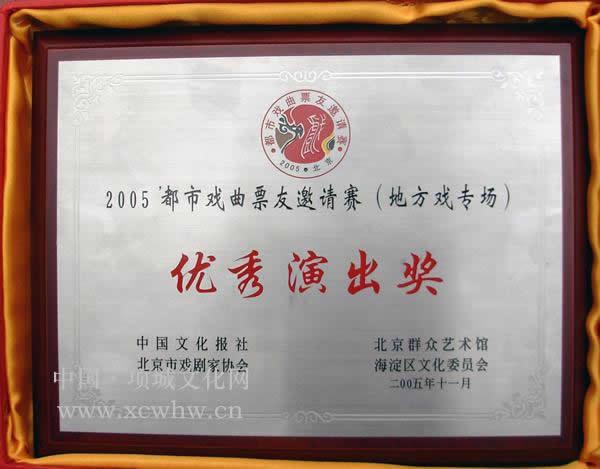 都市戏曲票友邀请赛
·2005·北京·
2005'都市戏曲票友邀请赛（地方戏专场）
优秀演出奖
中国文化报社
北京市戏剧家协会
北京群众艺术馆
海淀区文化委员会
二00五年十一月
中国·项城文化网
www.xcwhw.cn